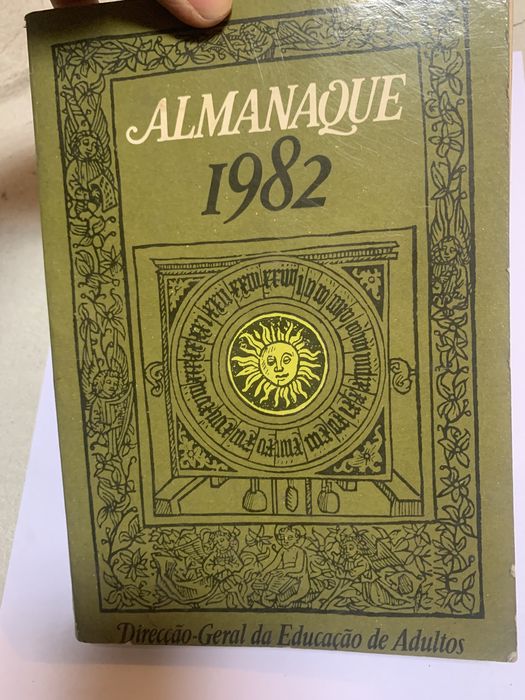 ALMANAQUE
1982
Direcção-Geral da Educação de Adultos